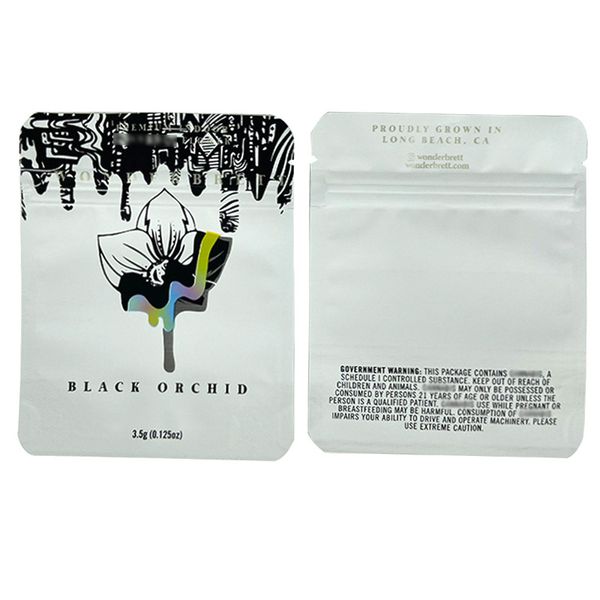 BLACK ORCHID
3.5g (0.125oz)
PROUDLY GROWN IN
LONG BEACH, CA
wonderbrett
wonderbrett.com
GOVERNMENT WARNING: THIS PACKAGE CONTAINS A
SCHEDULE I CONTROLLED SUBSTANCE. KEEP OUT OF REACH OF
CHILDREN AND ANIMALS. MAY ONLY BE POSSESSED OR
CONSUMED BY PERSONS 21 YEARS OF AGE OR OLDER UNLESS THE
PERSON IS A QUALIFIED PATIENT. USE WHILE PREGNANT OR
BREASTFEEDING MAY BE HARMFUL. CONSUMPTION OF
IMPAIRS YOUR ABILITY TO DRIVE AND OPERATE MACHINERY. PLEASE
USE EXTREME CAUTION.